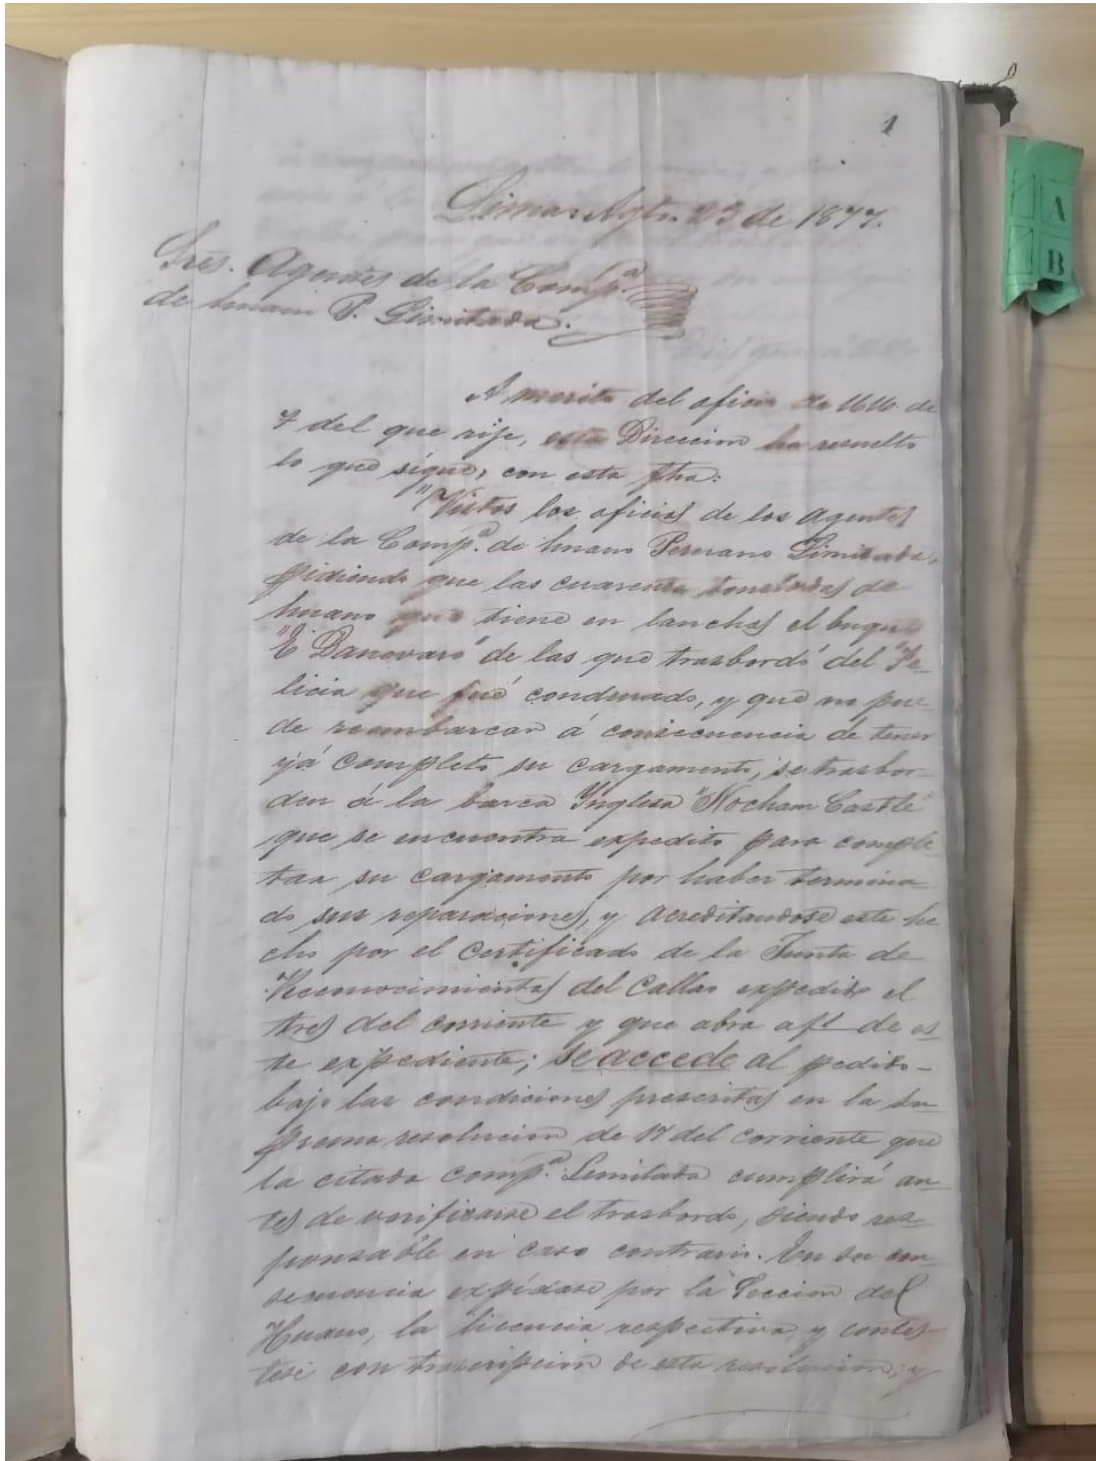 1
Lima Agto. 23 de 1877.
Sres. Agentes de la Comp.a
de huano P. Limitada.
A merito del oficio de UUU. de
7 del que rije, esta Direccion ha resuelto
lo que sigue, con esta fha:
"Vistos los oficios de los Agentes
de la Comp.a de huano Peruano Limitada,
pidiendo que las cuarenta toneladas de
huano que tiene en lanchas el buque
"E Danovaro" de las que trasbordó del "Fe-
licia que fué condenado, y que no pue-
de reembarcar á consecuencia de tener
yá completo su cargamento, se trasbor-
den á la barca Inglesa "Nocham Castle"
que se encuentra expedito para comple-
tar su cargamento por haber termina-
do sus reparaciones, y acreditandose este he
cho por el Certificado de la Junta de
Reconocimientos del Callao expedido el
tres del corriente y que obra a f1 de es-
te expediente; se accede al pedido-
bajo las condiciones prescritas en la Su-
prema resolucion de 17 del corriente que
la citada Comp.a Limitada cumplirá an-
tes de verificarse el trasbordo, siendo res-
ponsable en caso contrario. En su con-
secuencia expídase por la Seccion del
Huano, la licencia respectiva, y contes-
tese con trascripcion de esta resolucion; y
A
B